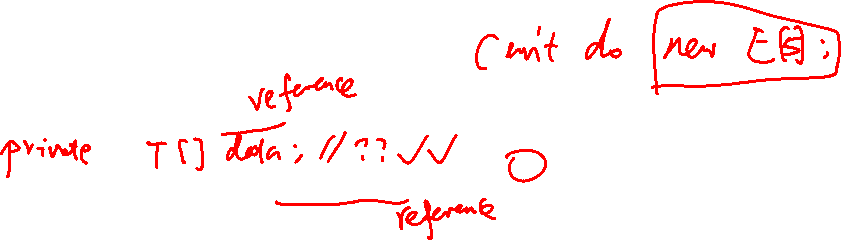 Can't do new E[5];
reference
private T[] data; // ?? ✓✓
reference